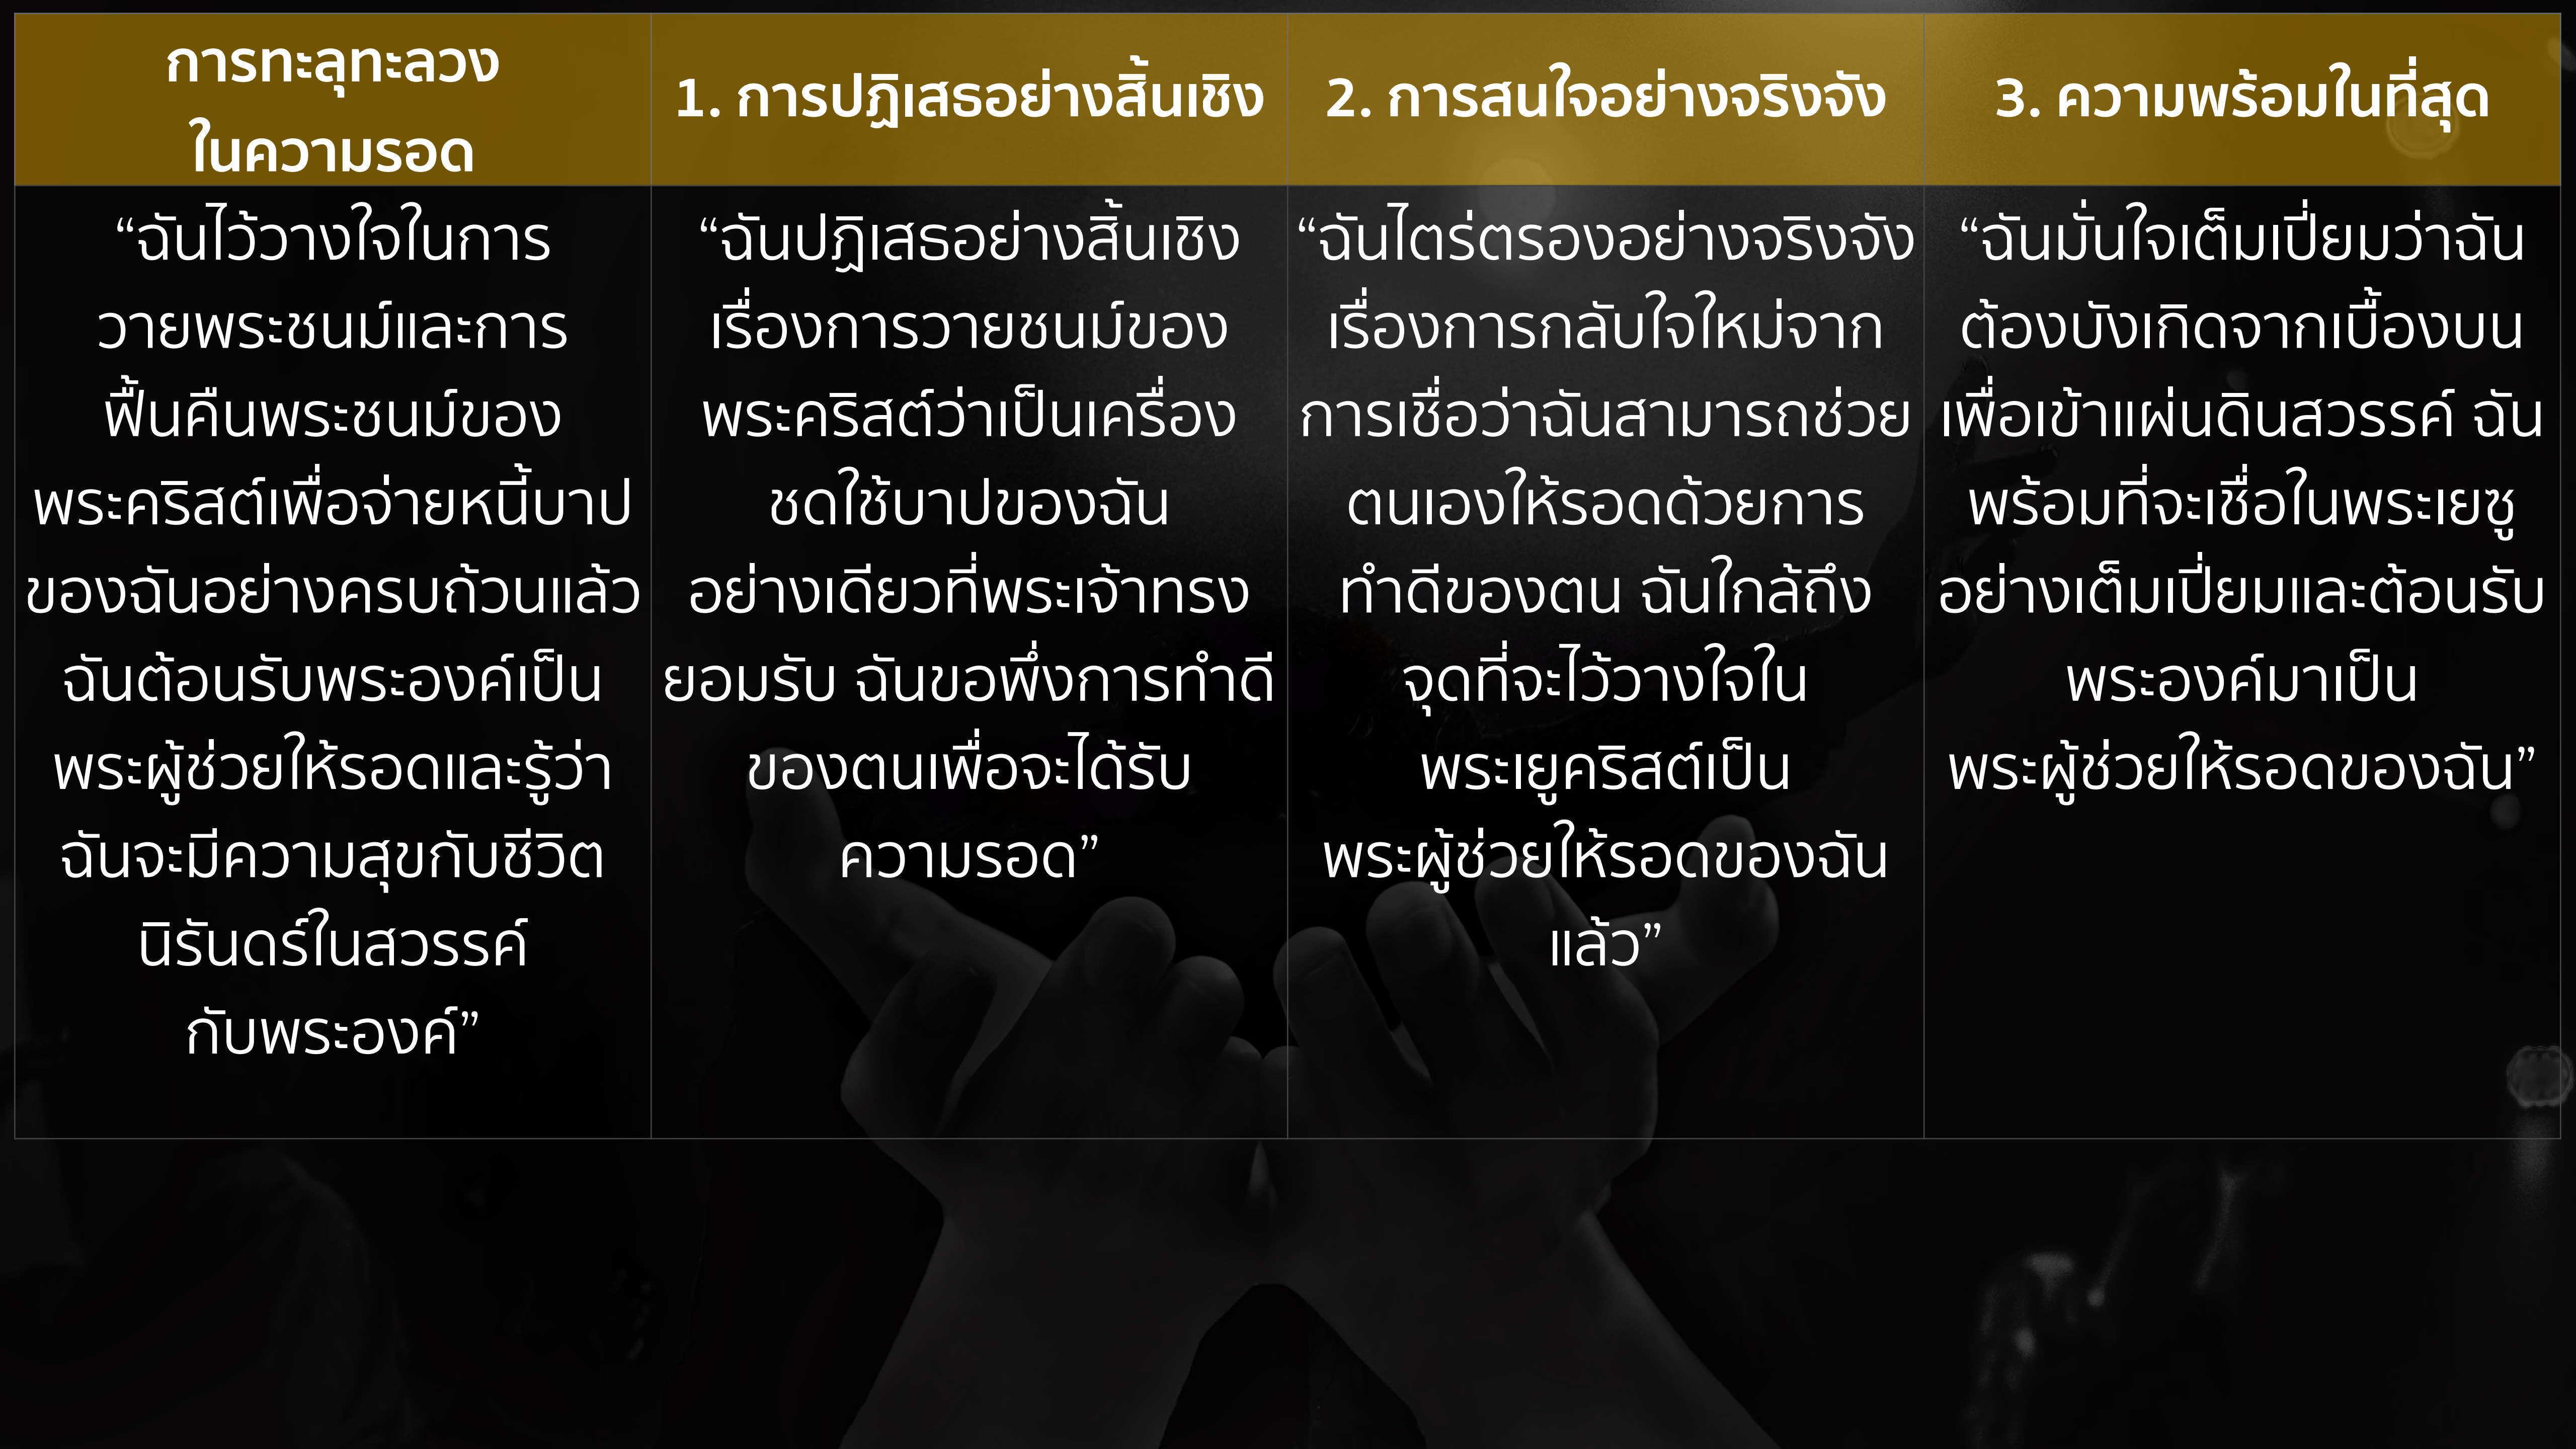 การทะลุทะลวง
ในความรอด
1. การปฏิเสธอย่างสิ้นเชิง
2. การสนใจอย่างจริงจัง
3. ความพร้อมในที่สุด
“ฉันไว้วางใจในการ
วายพระชนม์และการ
ฟื้นคืนพระชนม์ของ
พระคริสต์เพื่อจ่ายหนี้บาป
ของฉันอย่างครบถ้วนแล้ว
ฉันต้อนรับพระองค์เป็น
พระผู้ช่วยให้รอดและรู้ว่า
ฉันจะมีความสุขกับชีวิต
นิรันดร์ในสวรรค์
กับพระองค์”
“ฉันปฏิเสธอย่างสิ้นเชิง
เรื่องการวายชนม์ของ
พระคริสต์ว่าเป็นเครื่อง
ชดใช้บาปของฉัน
อย่างเดียวที่พระเจ้าทรง
ยอมรับ ฉันขอพึ่งการทำดี
ของตนเพื่อจะได้รับ
ความรอด”
“ฉันไตร่ตรองอย่างจริงจัง
เรื่องการกลับใจใหม่จาก
การเชื่อว่าฉันสามารถช่วย
ตนเองให้รอดด้วยการ
ทำดีของตน ฉันใกล้ถึง
จุดที่จะไว้วางใจใน
พระเยูคริสต์เป็น
พระผู้ช่วยให้รอดของฉัน
แล้ว”
“ฉันมั่นใจเต็มเปี่ยมว่าฉัน
ต้องบังเกิดจากเบื้องบน
เพื่อเข้าแผ่นดินสวรรค์ ฉัน
พร้อมที่จะเชื่อในพระเยซู
อย่างเต็มเปี่ยมและต้อนรับ
พระองค์มาเป็น
พระผู้ช่วยให้รอดของฉัน”